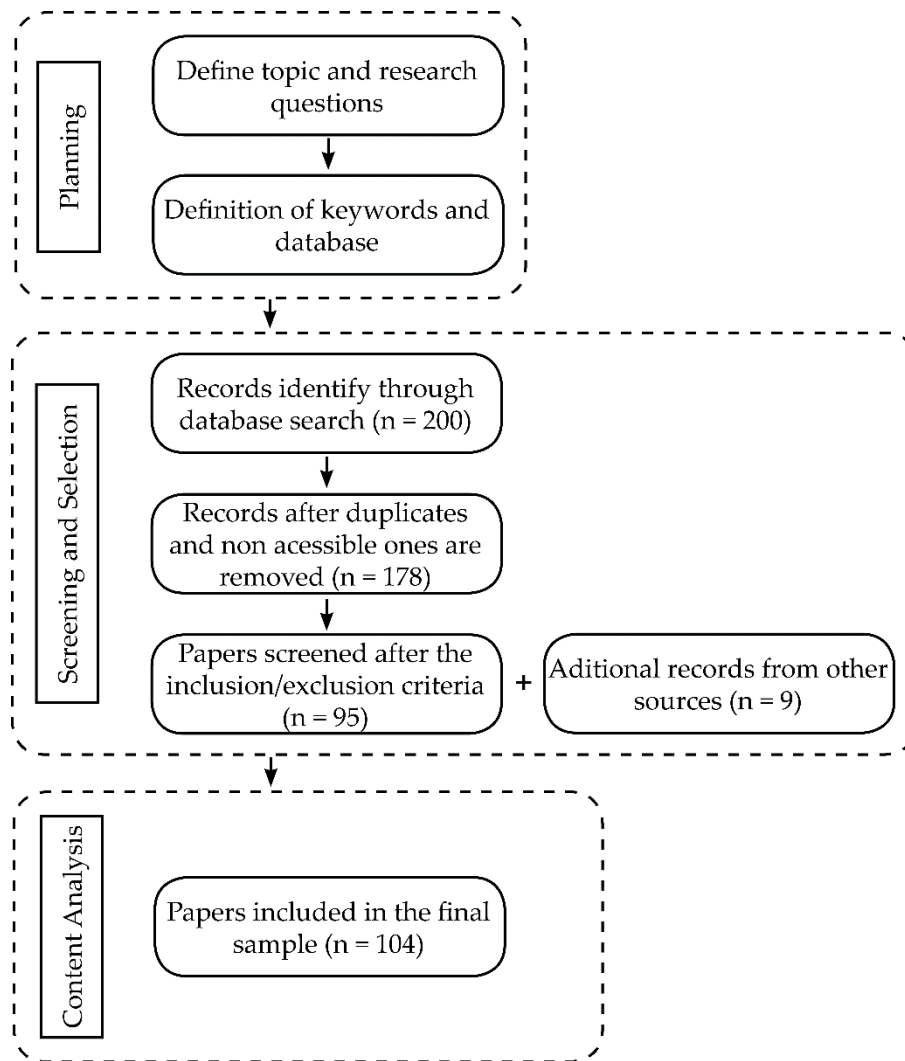 Planning
Define topic and research
questions
Definition of keywords and
database
Screening and Selection
Records identify through
database search (n = 200)
Records after duplicates
and non acessible ones are
removed (n = 178)
Papers screened after the
inclusion/exclusion criteria
(n = 95)
+
Aditional records from other
sources (n = 9)
Content Analysis
Papers included in the final
sample (n = 104)